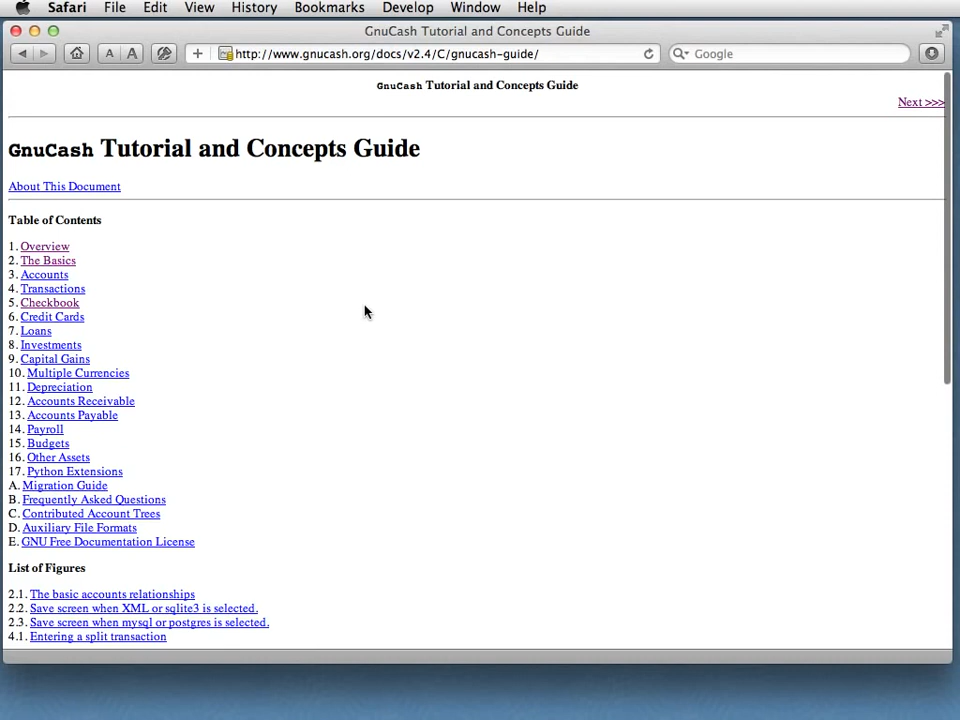 Safari File Edit View History Bookmarks Develop Window Help
GnuCash Tutorial and Concepts Guide
A A + http://www.gnucash.org/docs/v2.4/C/gnucash-guide/ Google
GnuCash Tutorial and Concepts Guide
Next >>>
GnuCash Tutorial and Concepts Guide
About This Document
Table of Contents
1. Overview
2. The Basics
3. Accounts
4. Transactions
5. Checkbook
6. Credit Cards
7. Loans
8. Investments
9. Capital Gains
10. Multiple Currencies
11. Depreciation
12. Accounts Receivable
13. Accounts Payable
14. Payroll
15. Budgets
16. Other Assets
17. Python Extensions
A. Migration Guide
B. Frequently Asked Questions
C. Contributed Account Trees
D. Auxiliary File Formats
E. GNU Free Documentation License
List of Figures
2.1. The basic accounts relationships
2.2. Save screen when XML or sqlite3 is selected.
2.3. Save screen when mysql or postgres is selected.
4.1. Entering a split transaction